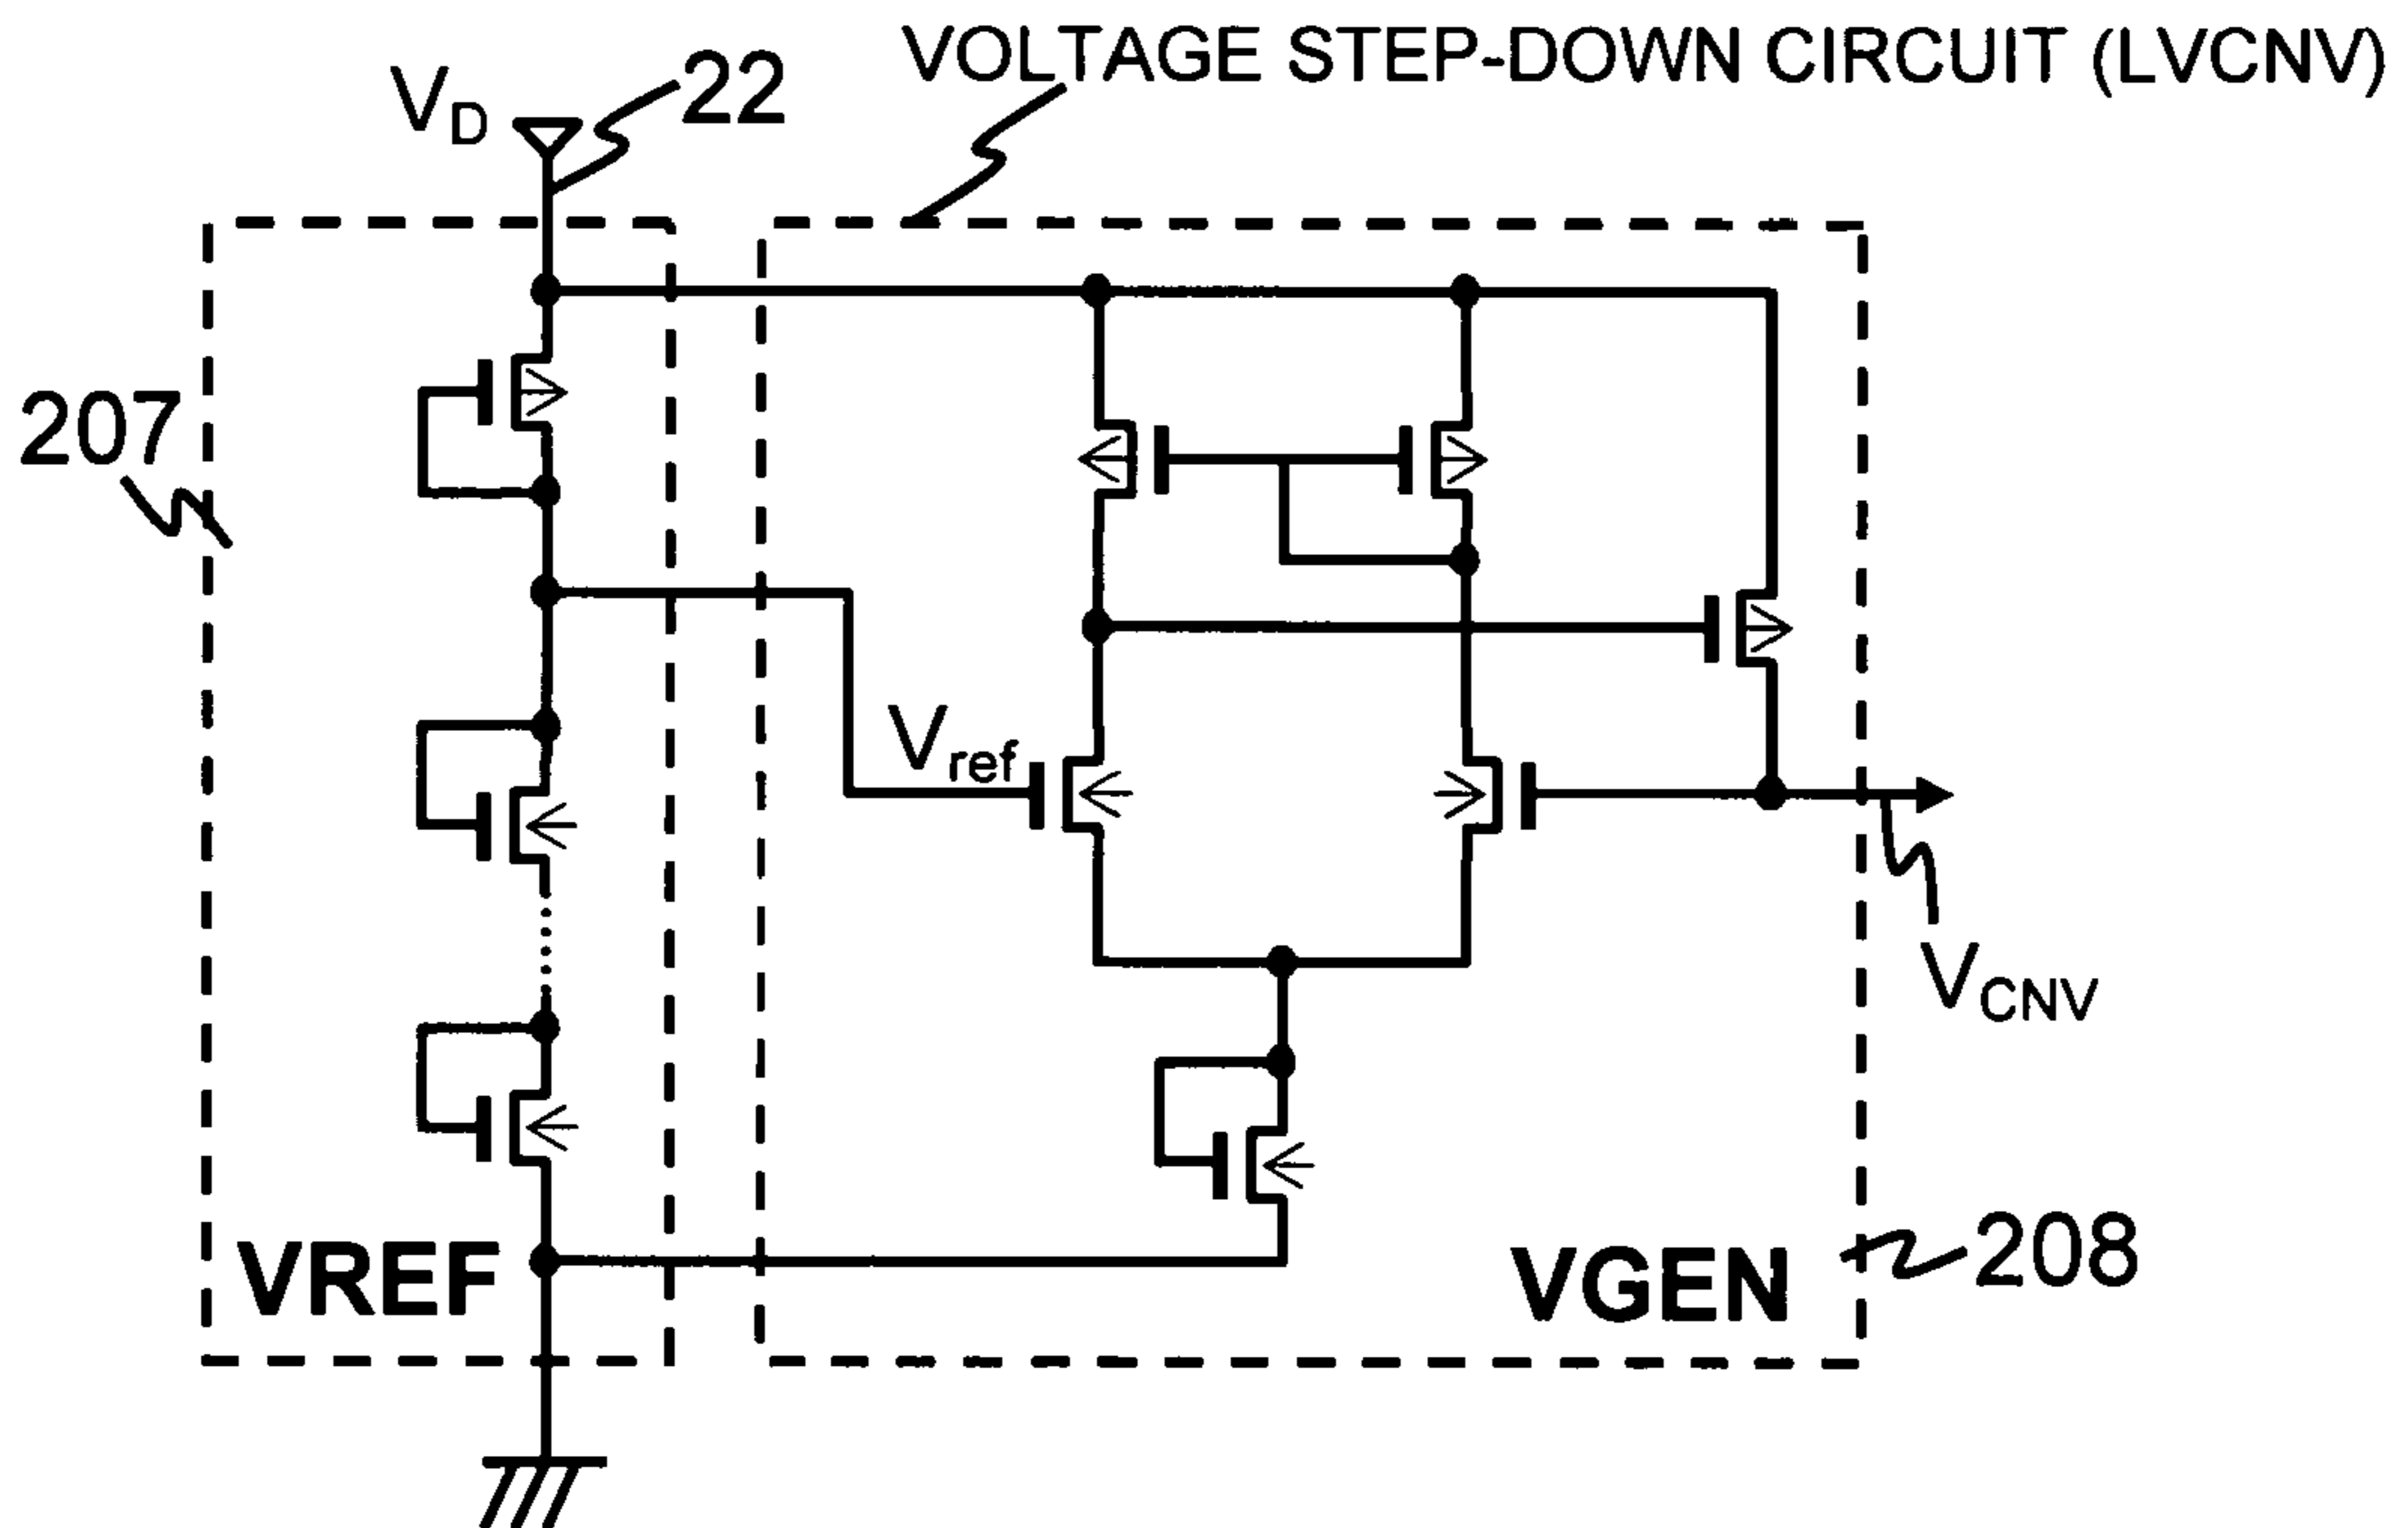 VOLTAGE STEP-DOWN CIRCUIT (LVCNV)
VD
22
207
Vref
VCNV
VREF
VGEN
208